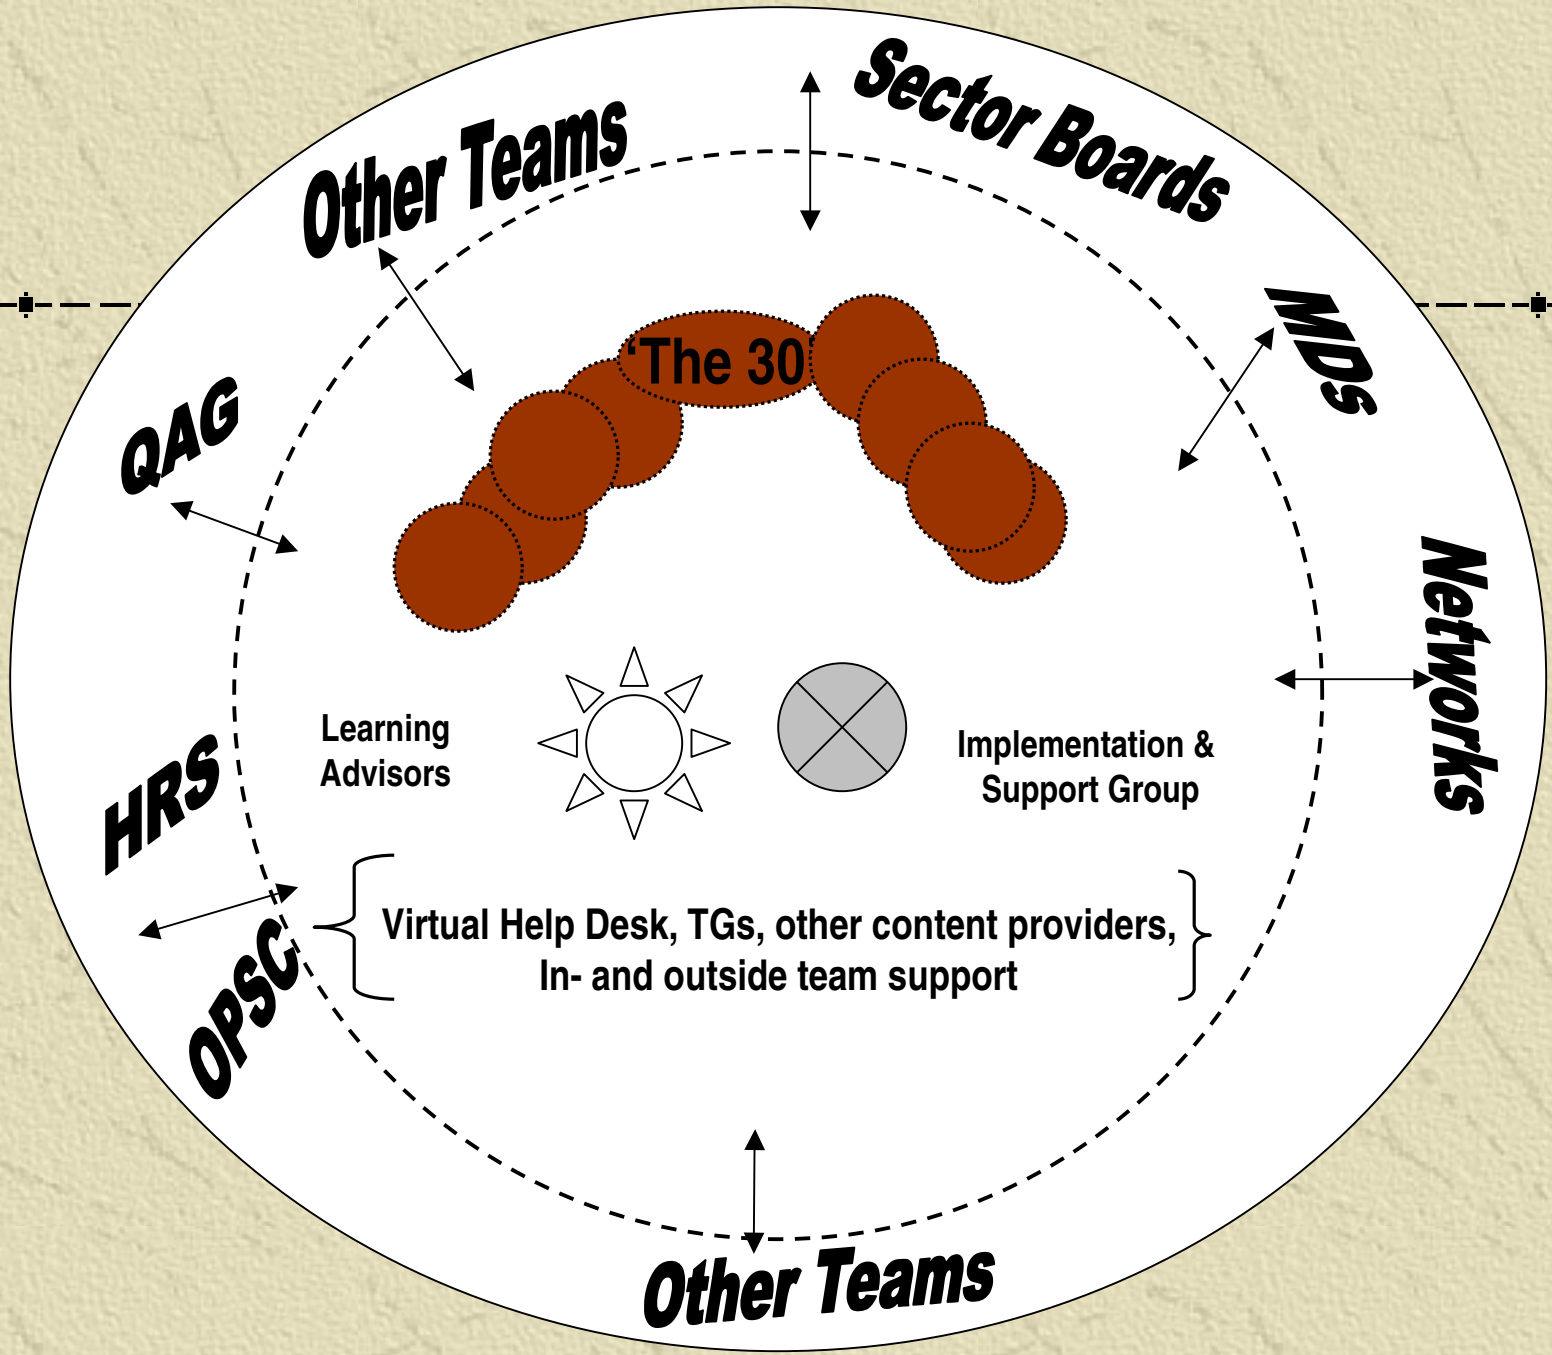 Sector Boards
Other Teams
MDs
‘The 30
QAG
Networks
Learning
Advisors
Implementation &
Support Group
HRS
Virtual Help Desk, TGs, other content providers,
In- and outside team support
OPSC
Other Teams